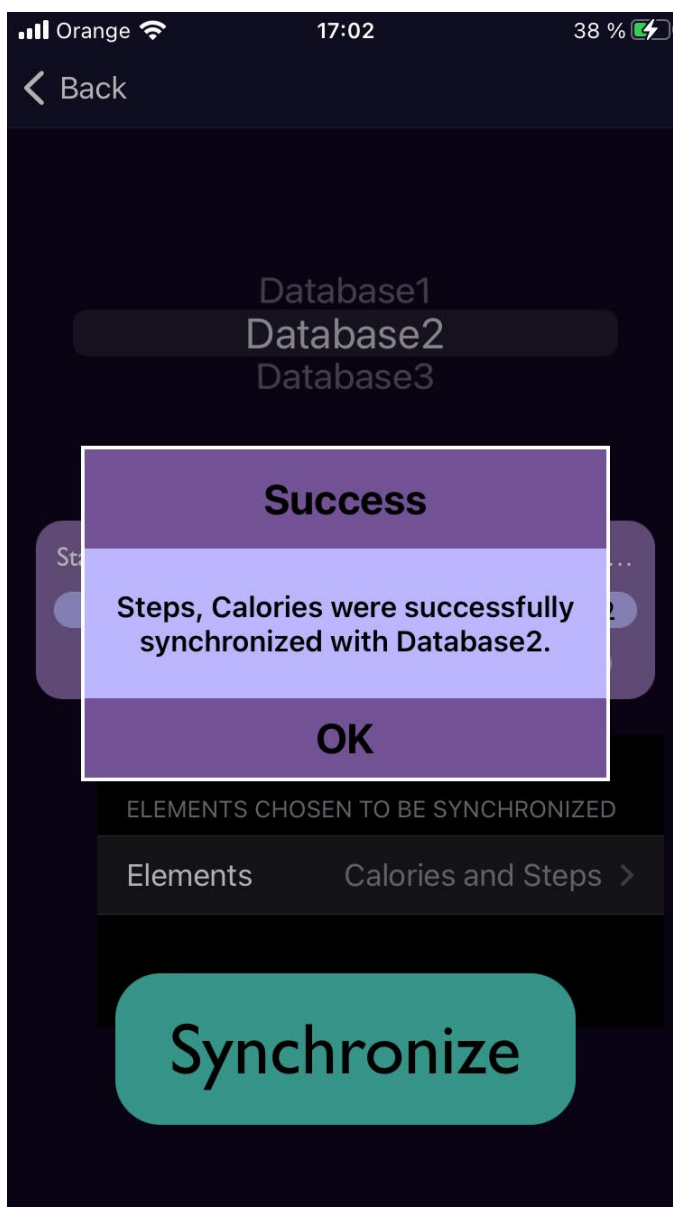 Orange 17:02 38 %
Back
Database1
Database2
Database3
Success
Steps, Calories were successfully
synchronized with Database2.
OK
ELEMENTS CHOSEN TO BE SYNCHRONIZED
Elements Calories and Steps
Synchronize